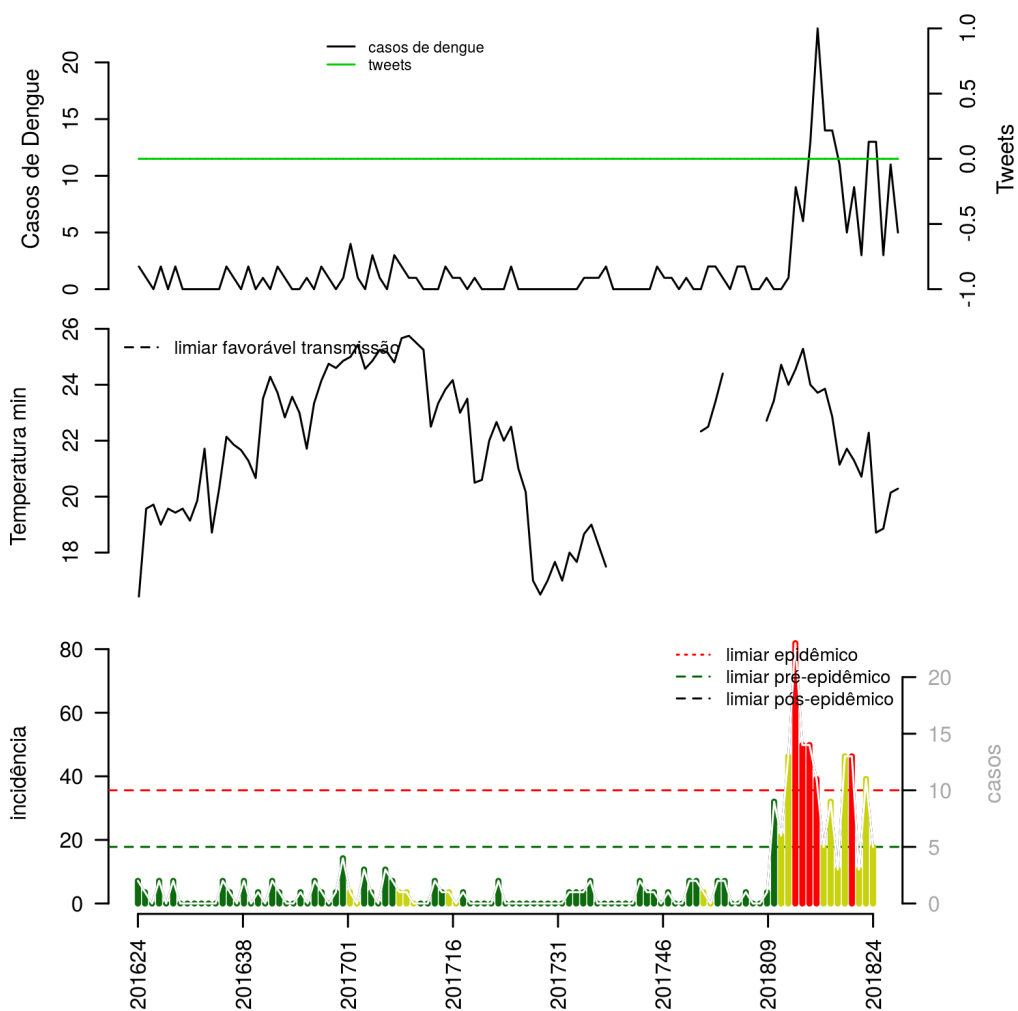 casos de dengue
tweets
Casos de Dengue
0 5 10 15 20
Tweets
-1.0 -0.5 0.0 0.5 1.0
limiar favorável transmissão
Temperatura min
18 20 22 24 26
limiar epidêmico
limiar pré-epidêmico
limiar pós-epidêmico
incidência
0 20 40 60 80
casos
0 5 10 15 20
201624 201638 201701 201716 201731 201746 201809 201824